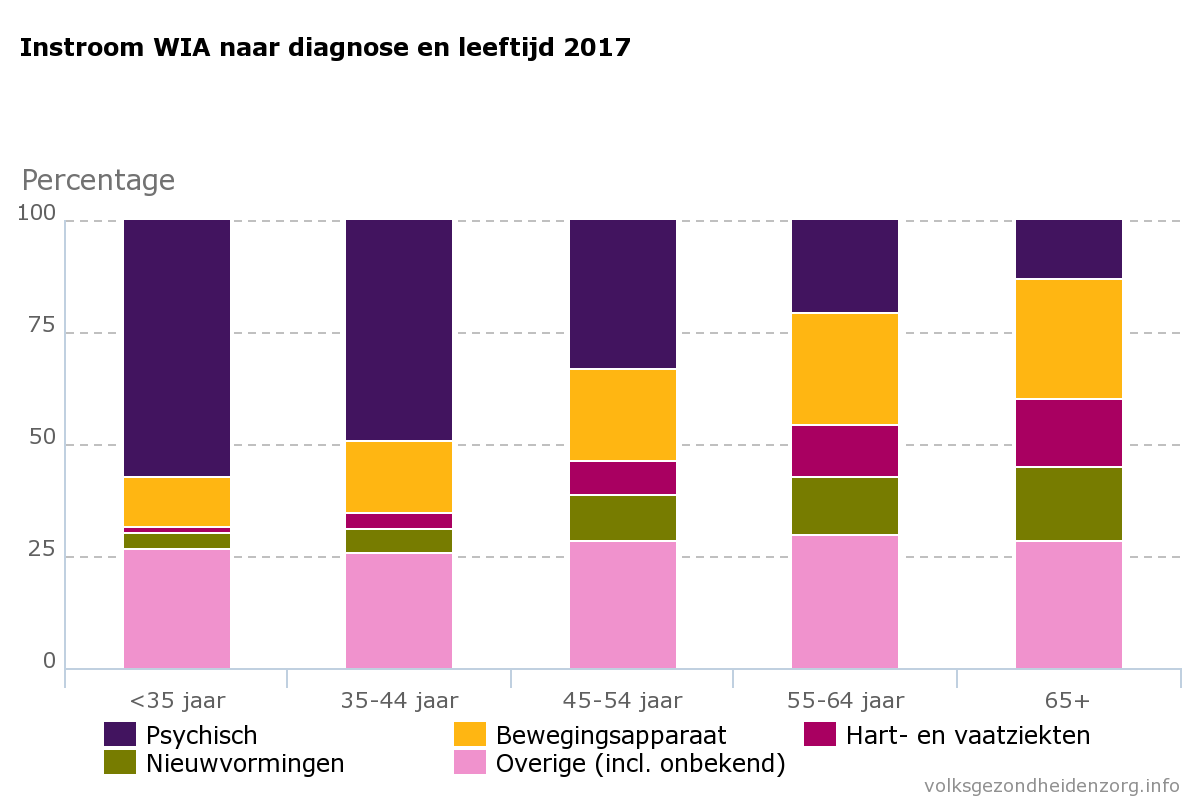 Instroom WIA naar diagnose en leeftijd 2017
Percentage
100
75
50
25
0
<35 jaar 35-44 jaar 45-54 jaar 55-64 jaar 65+
Psychisch Bewegingsapparaat Hart- en vaatziekten
Nieuwvormingen Overige (incl. onbekend)
volksgezondheidenzorg.info